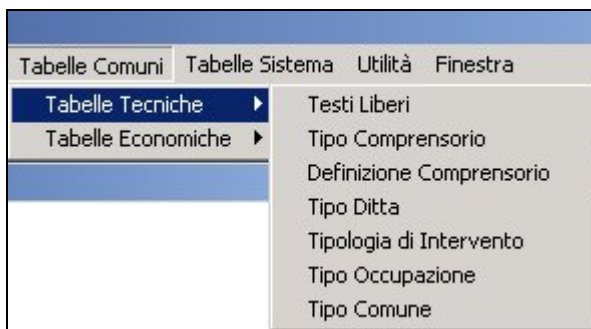 Tabelle Comuni Tabelle Sistema Utilità Finestra
Tabelle Tecniche
Tabelle Economiche
Testi Liberi
Tipo Comprensorio
Definizione Comprensorio
Tipo Ditta
Tipologia di Intervento
Tipo Occupazione
Tipo Comune